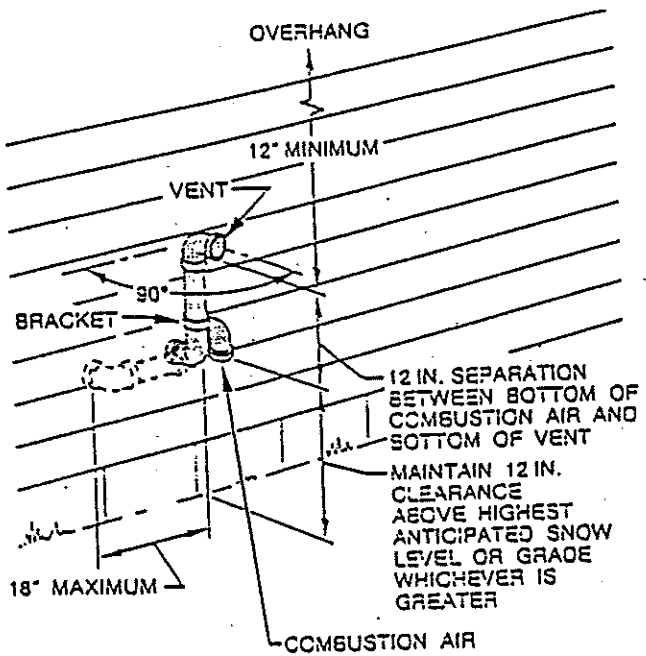 OVERHANG
12" MINIMUM
VENT
90°
BRACKET
12 IN. SEPARATION
BETWEEN BOTTOM OF
COMBUSTION AIR AND
BOTTOM OF VENT
MAINTAIN 12 IN.
CLEARANCE
ABOVE HIGHEST
ANTICIPATED SNOW
LEVEL OR GRADE
WHICHEVER IS
GREATER
18" MAXIMUM
COMBUSTION AIR